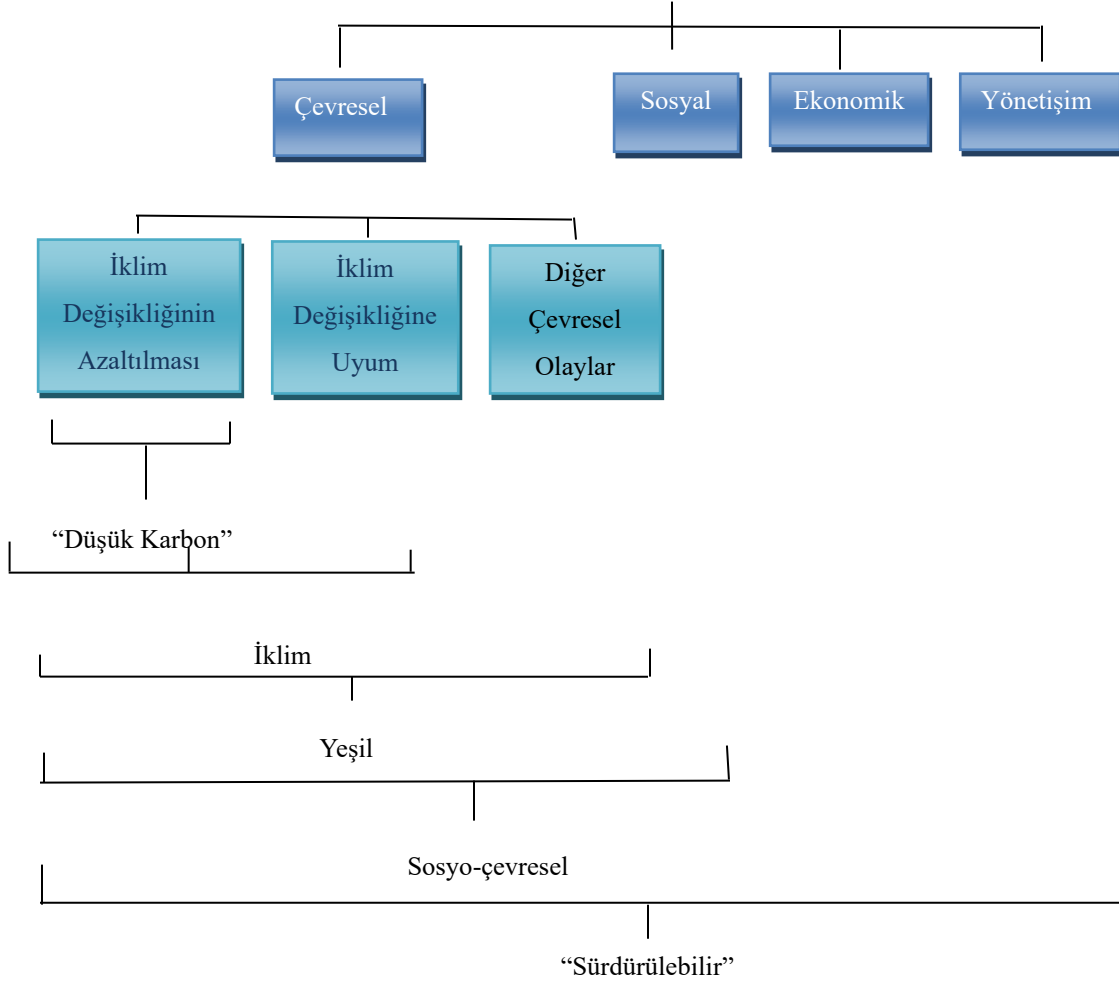 Çevresel
Sosyal
Ekonomik
Yönetişim
İklim
Değişikliğinin
Azaltılması
İklim
Değişikliğine
Uyum
Diğer
Çevresel
Olaylar
“Düşük Karbon”
İklim
Yeşil
Sosyo-çevresel
“Sürdürülebilir”